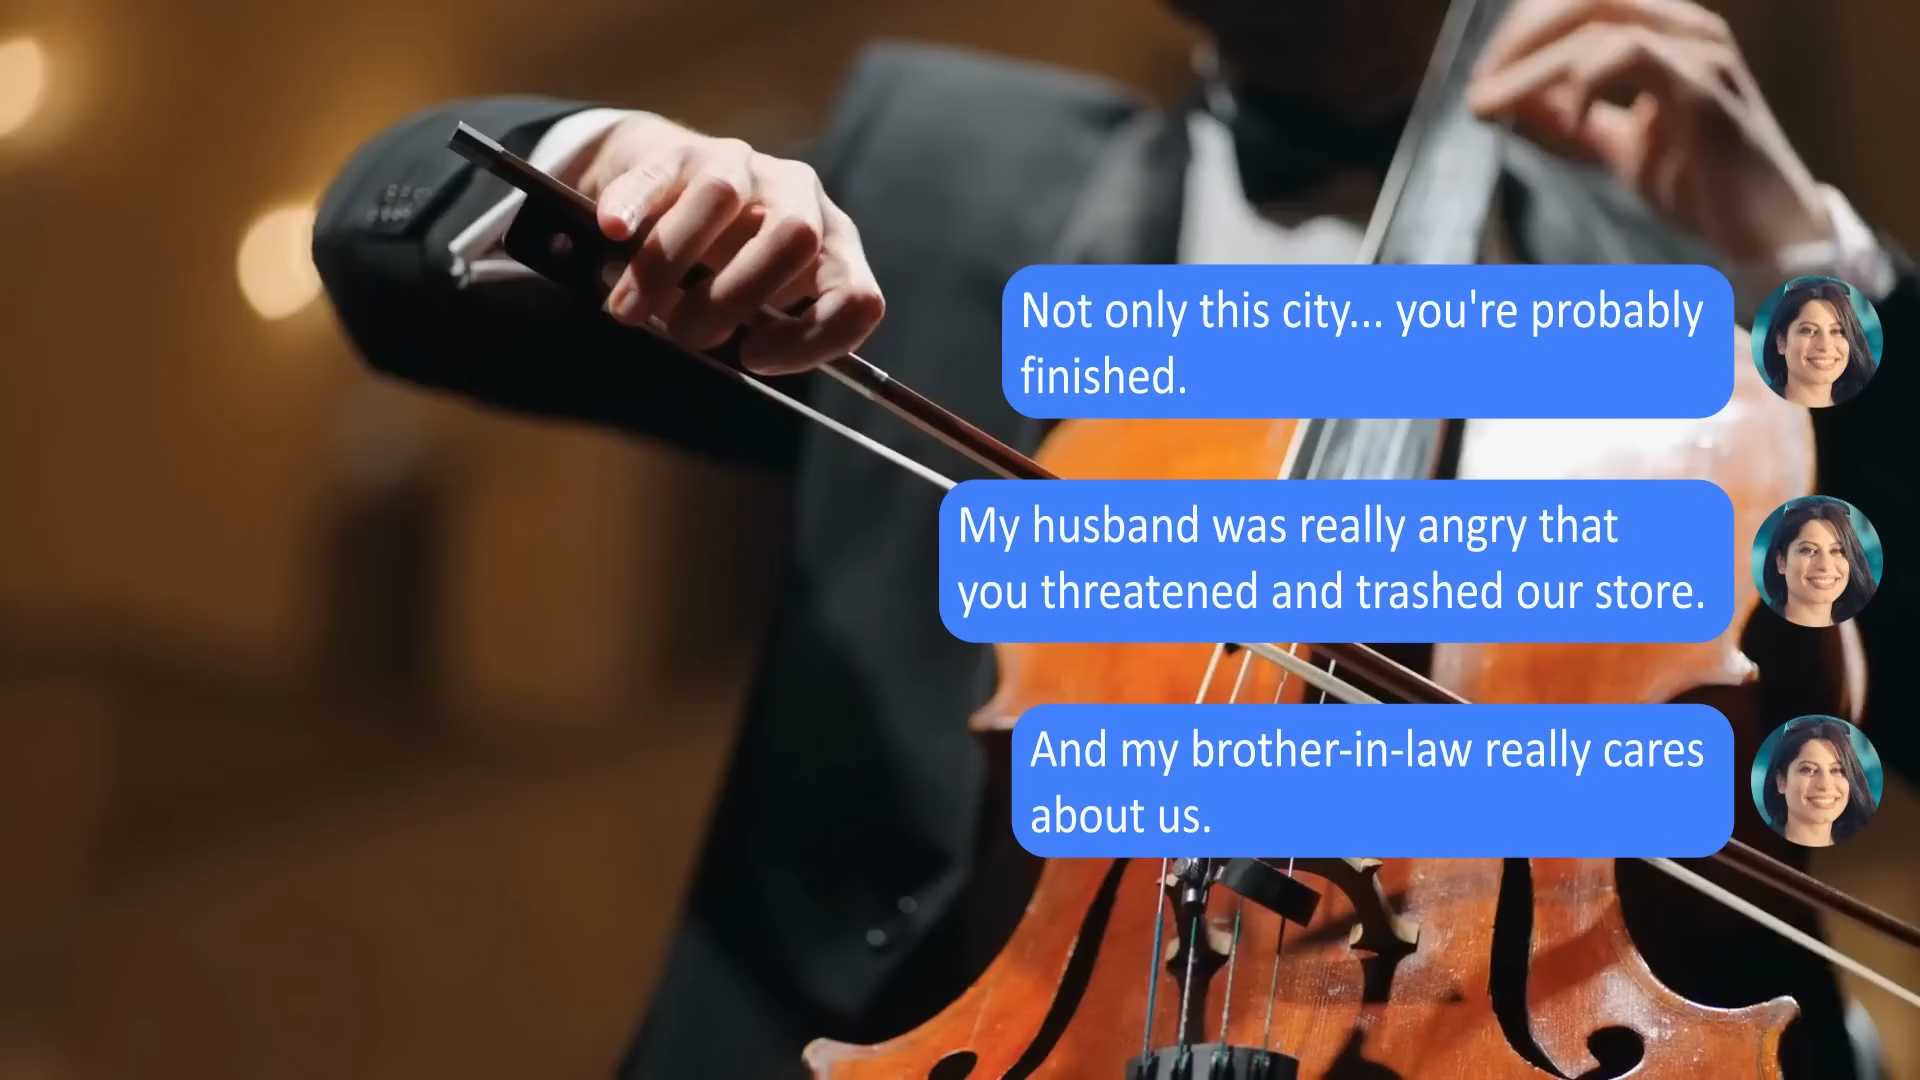 Not only this city... you're probably
finished.
My husband was really angry that
you threatened and trashed our store.
And my brother-in-law really cares
about us.